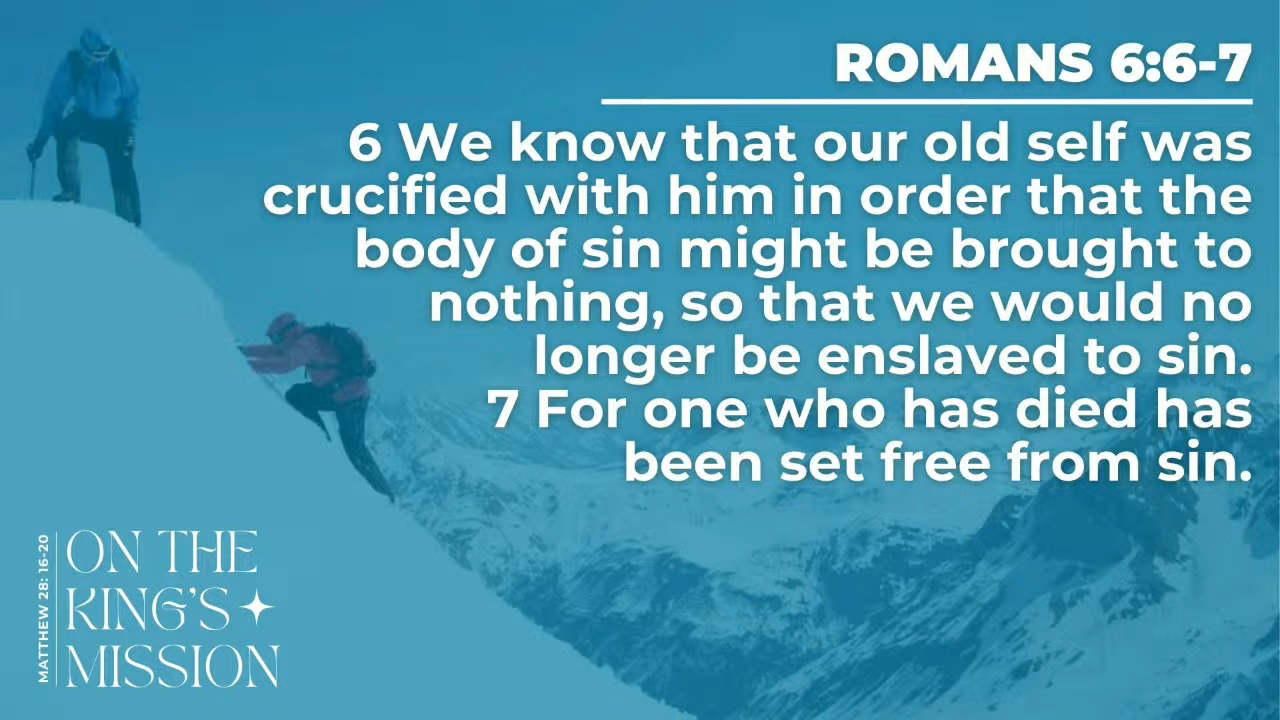 ROMANS 6:6-7
6 We know that our old self was
crucified with him in order that the
body of sin might be brought to
nothing, so that we would no
longer be enslaved to sin.
7 For one who has died has
been set free from sin.
MATTHEW 28: 16-20
ON THE
KING'S
MISSION